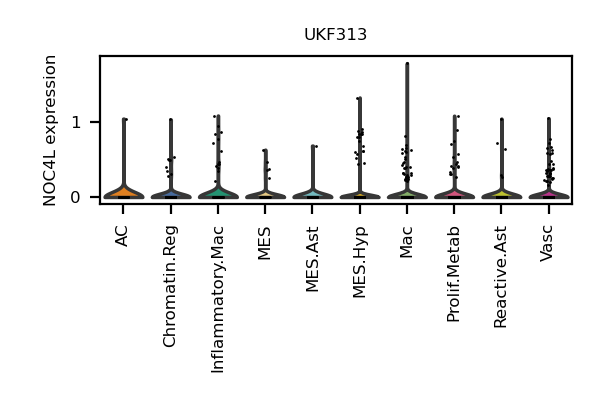 UKF313
NOC4L expression
1
0
AC
Chromatin.Reg
Inflammatory.Mac
MES
MES.Ast
MES.Hyp
Mac
Prolif.Metab
Reactive.Ast
Vasc